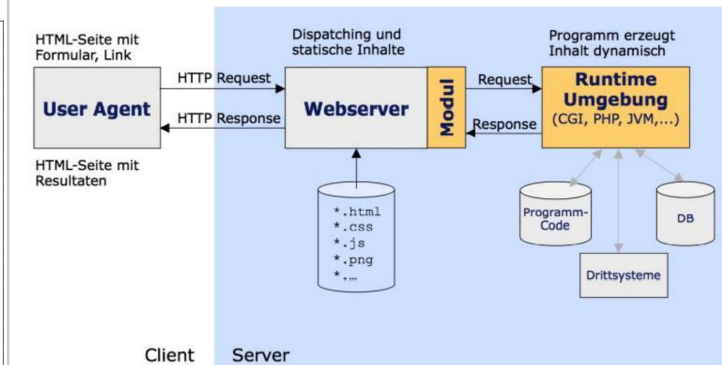 HTML-Seite mit
Formular, Link
Dispatching und
statische Inhalte
Programm erzeugt
Inhalt dynamisch
User Agent
HTTP Request
HTTP Response
Webserver
Modul
Request
Response
Runtime
Umgebung
(CGI, PHP, JVM,...)
HTML-Seite mit
Resultaten
*.html
*.css
*.js
*.png
*.…
Programm-
Code
DB
Drittsysteme
Client
Server